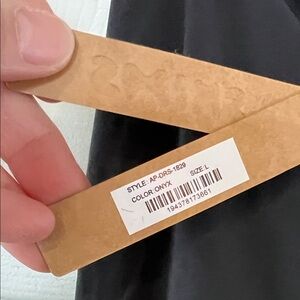 STYLE: AP-DRS-1829
COLOR:ONYX SIZE:L
194378173661